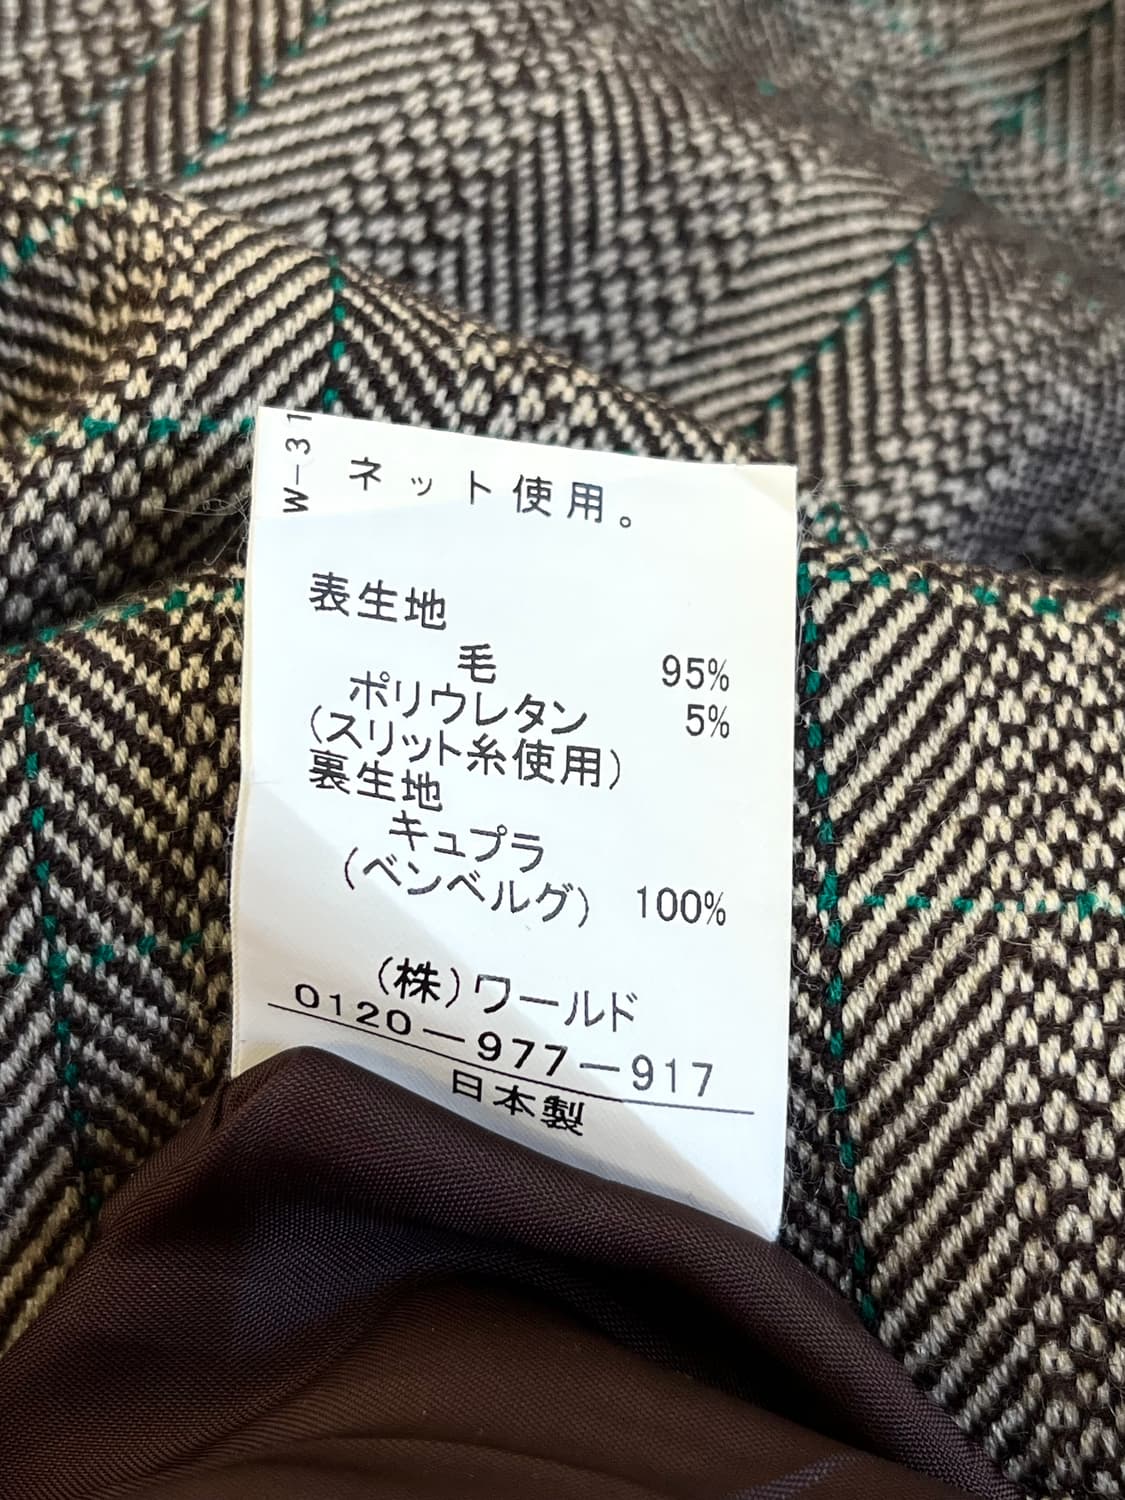 W-31
ネット使用。
表生地
毛 95%
ポリウレタン 5%
(スリット糸使用)
裏生地
キュプラ
(ベンベルグ) 100%
(株)ワールド
0120-977-917
日本製